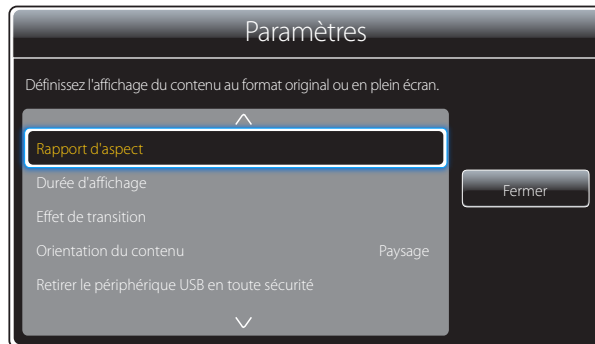 Paramètres
Définissez l'affichage du contenu au format original ou en plein écran.
Rapport d'aspect
Durée d'affichage
Effet de transition
Orientation du contenu Paysage
Retirer le périphérique USB en toute sécurité
Fermer